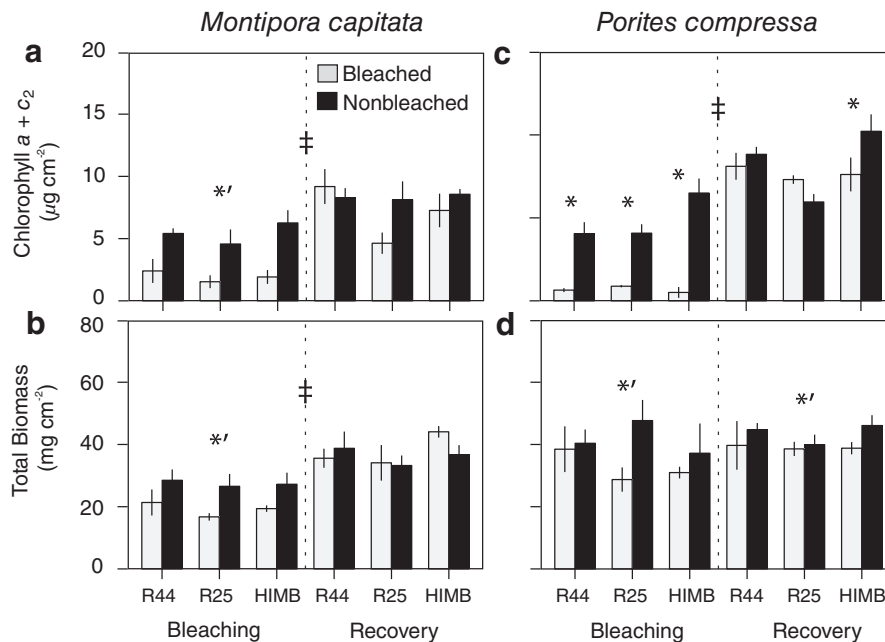 Montipora capitata
Porites compressa
a
c
20
15
10
5
0
Chlorophyll a + c2
(µg cm-2)
Bleached
Nonbleached
‡
‡
*′
*
*
*
*
b
d
80
60
40
20
0
Total Biomass
(mg cm-2)
‡
*′
*′
*′
R44 R25 HIMB R44 R25 HIMB
R44 R25 HIMB R44 R25 HIMB
Bleaching Recovery
Bleaching Recovery